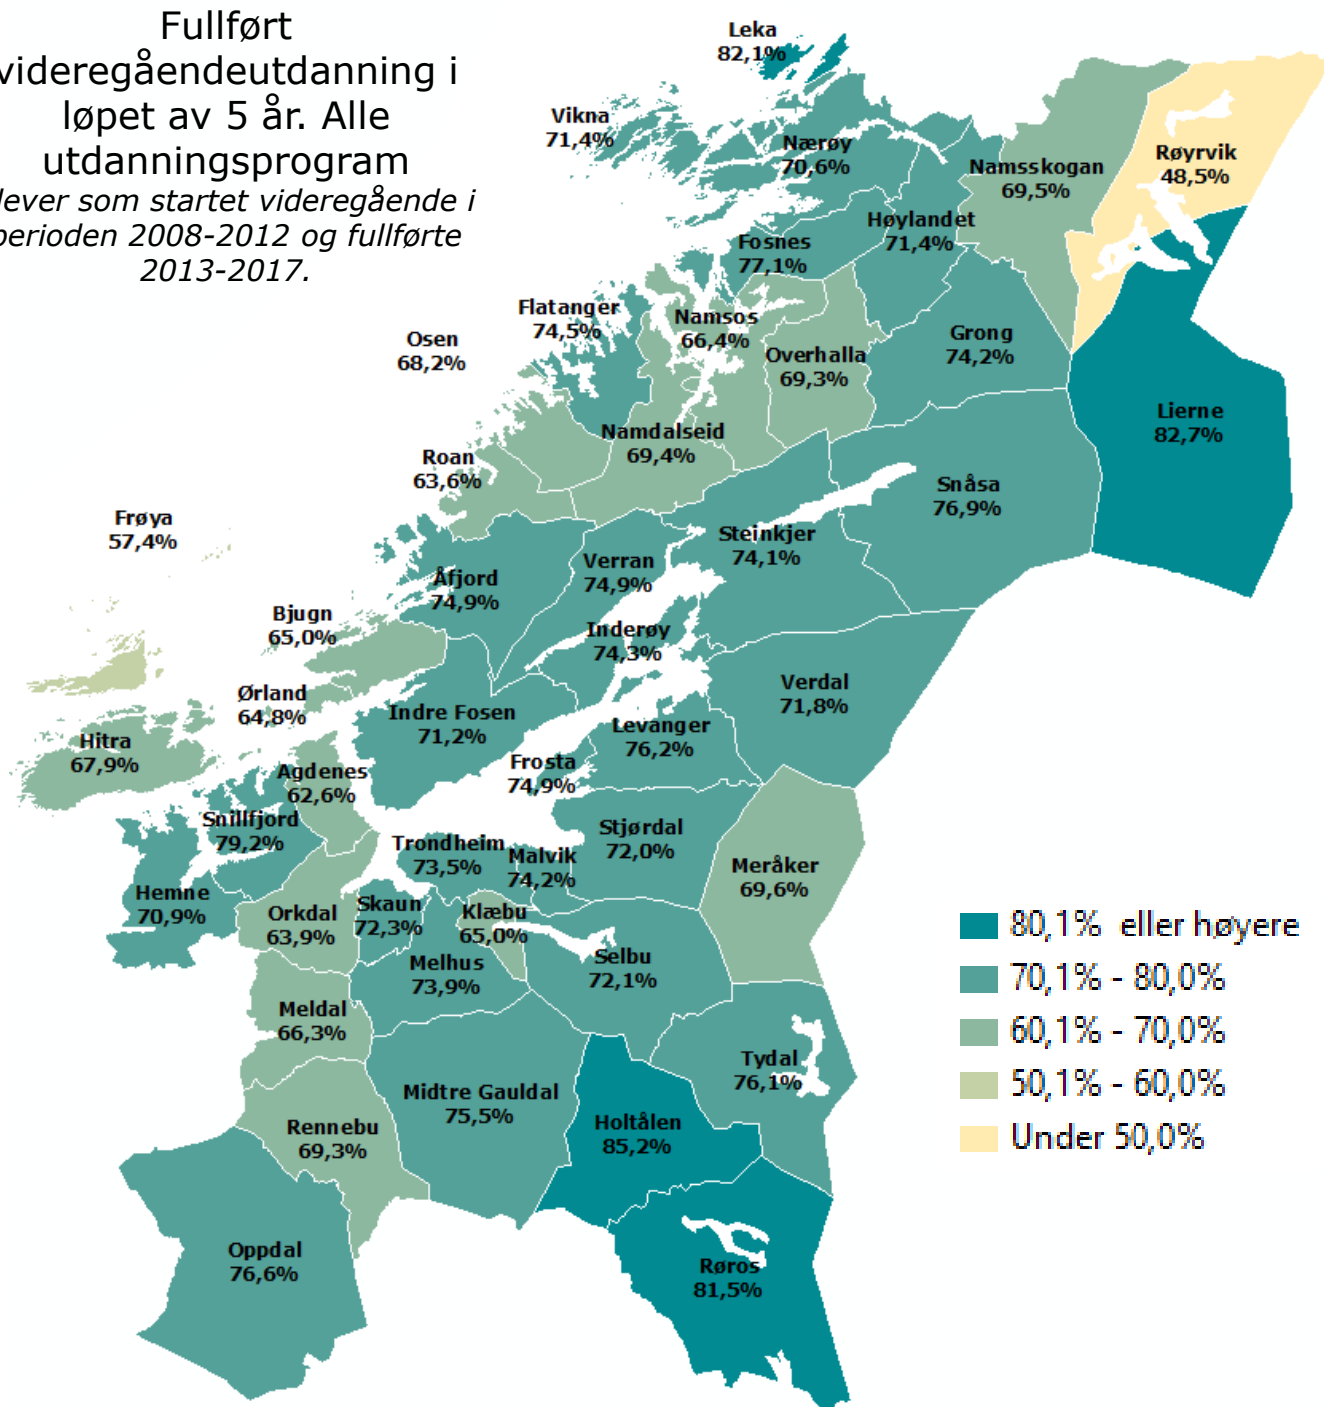 Fullført
videregåendeutdanning i
løpet av 5 år. Alle
utdanningsprogram
lever som startet videregående i
perioden 2008-2012 og fullførte
2013-2017.
Leka
82,1%
Vikna
71,4%
Nærøy
70,6%
Namsskogan
69,5%
Røyrvik
48,5%
Høylandet
71,4%
Fosnes
77,1%
Flatanger
74,5%
Namsos
66,4%
Osen
68,2%
Overhalla
69,3%
Grong
74,2%
Lierne
82,7%
Namdalseid
69,4%
Roan
63,6%
Snåsa
76,9%
Frøya
57,4%
Steinkjer
74,1%
Verran
74,9%
Åfjord
74,9%
Bjugn
65,0%
Inderøy
74,3%
Verdal
71,8%
Ørland
64,8%
Indre Fosen
71,2%
Levanger
76,2%
Hitra
67,9%
Frosta
74,9%
Agdenes
62,6%
Snillfjord
79,2%
Stjørdal
72,0%
Trondheim
73,5%
Malvik
74,2%
Meråker
69,6%
Hemne
70,9%
Orkdal
63,9%
Skaun
72,3%
Klæbu
65,0%
Selbu
72,1%
Melhus
73,9%
Meldal
66,3%
Tydal
76,1%
Midtre Gauldal
75,5%
Holtålen
85,2%
Rennebu
69,3%
Oppdal
76,6%
Røros
81,5%
80,1% eller høyere
70,1% - 80,0%
60,1% - 70,0%
50,1% - 60,0%
Under 50,0%